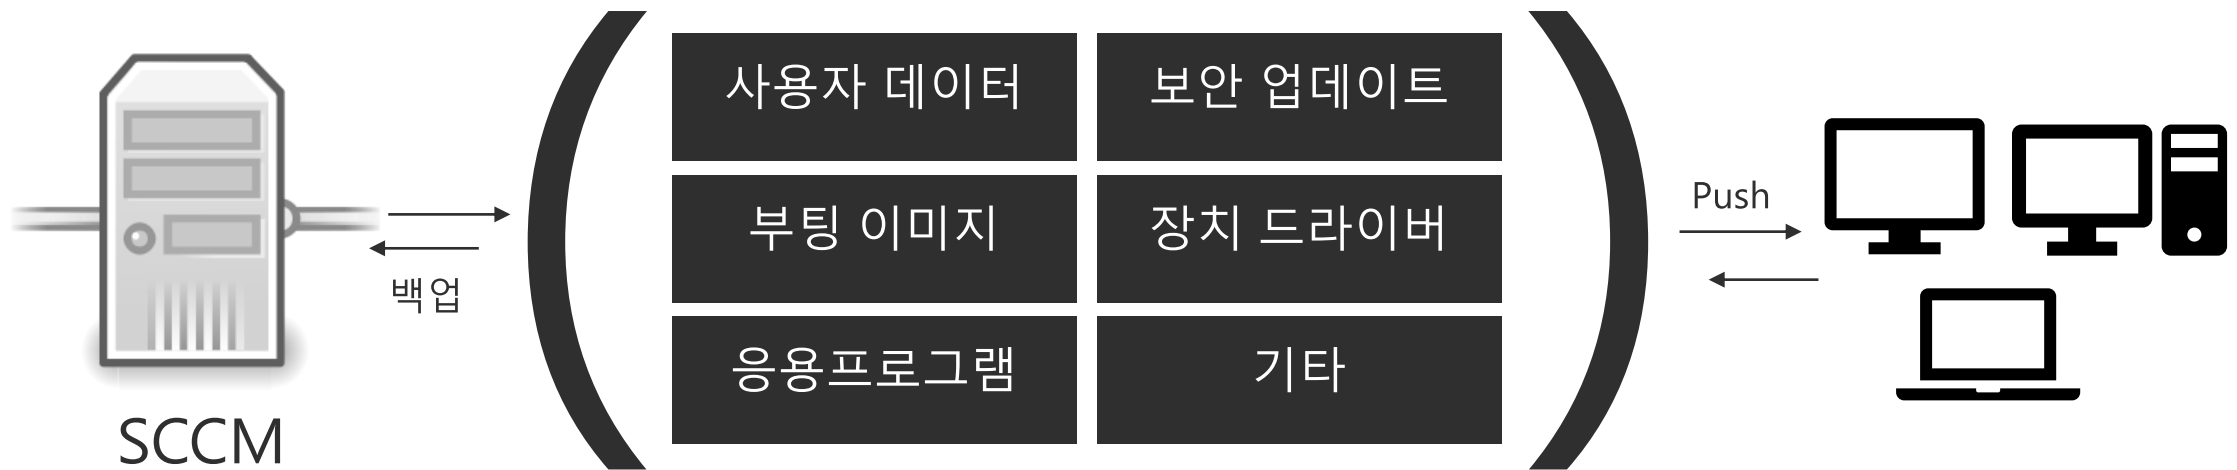 SCCM
백업
사용자 데이터
보안 업데이트
부팅 이미지
장치 드라이버
응용프로그램
기타
Push